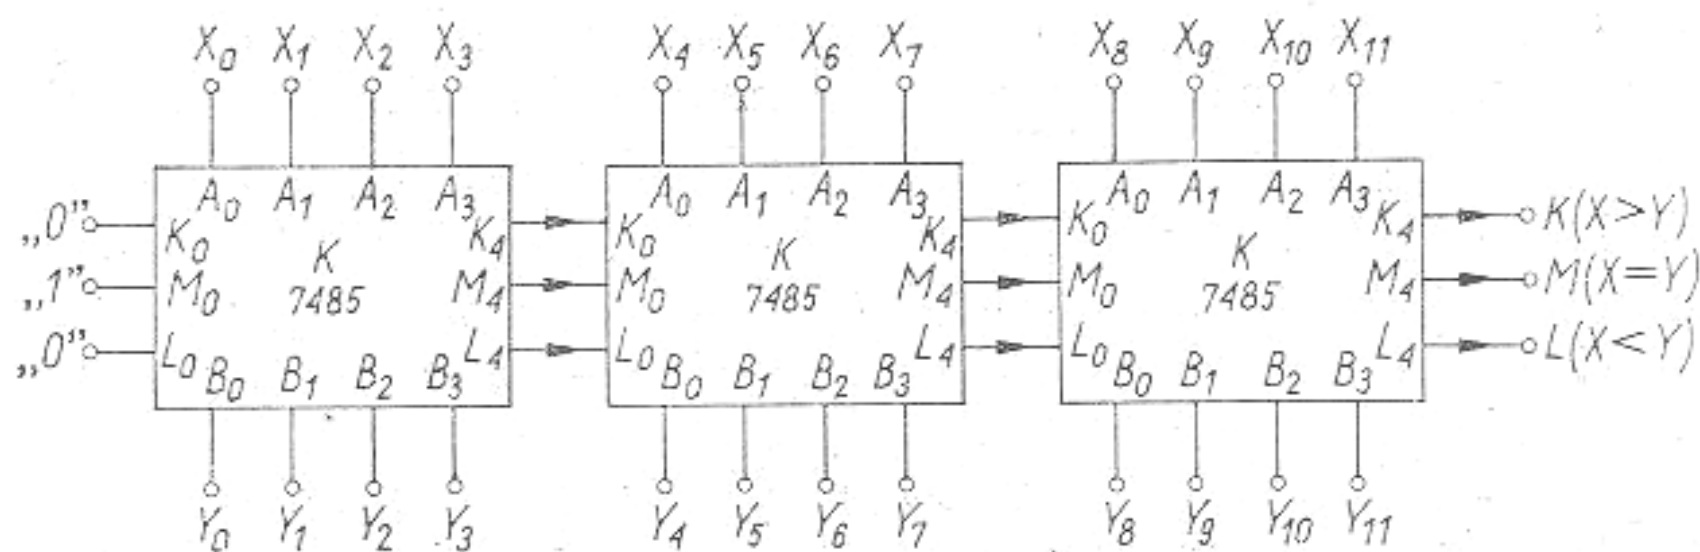 X0 X1 X2 X3 X4 X5 X6 X7 X8 X9 X10 X11
A0 A1 A2 A3 A0 A1 A2 A3 A0 A1 A2 A3
„0” K0 K K4 K0 K K4 K0 K K4 K(X>Y)
„1” M0 7485 M4 M0 7485 M4 M0 7485 M4 M(X=Y)
„0” L0 L4 L0 L4 L0 L4 L(X<Y)
B0 B1 B2 B3 B0 B1 B2 B3 B0 B1 B2 B3
Y0 Y1 Y2 Y3 Y4 Y5 Y6 Y7 Y8 Y9 Y10 Y11